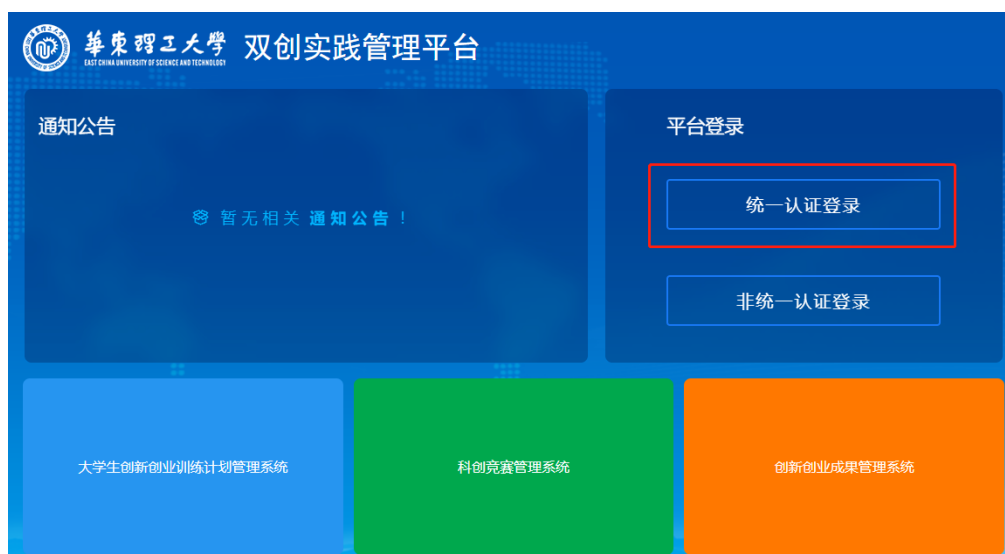 華東理工大學 双创实践管理平台
EAST CHINA UNIVERSITY OF SCIENCE AND TECHNOLOGY
通知公告
暂无相关 通知公告 !
平台登录
统一认证登录
非统一认证登录
大学生创新创业训练计划管理系统
科创竞赛管理系统
创新创业成果管理系统